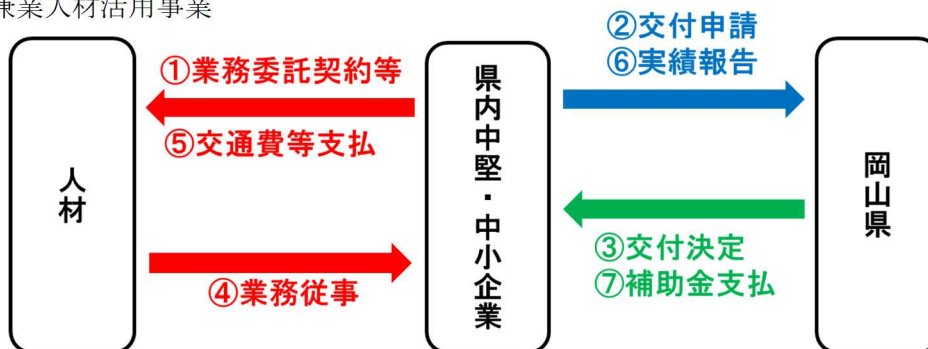 兼業人材活用事業
①業務委託契約等
⑤交通費等支払
人材
④業務従事
県内中堅・中小企業
②交付申請
⑥実績報告
③交付決定
⑦補助金支払
岡山県